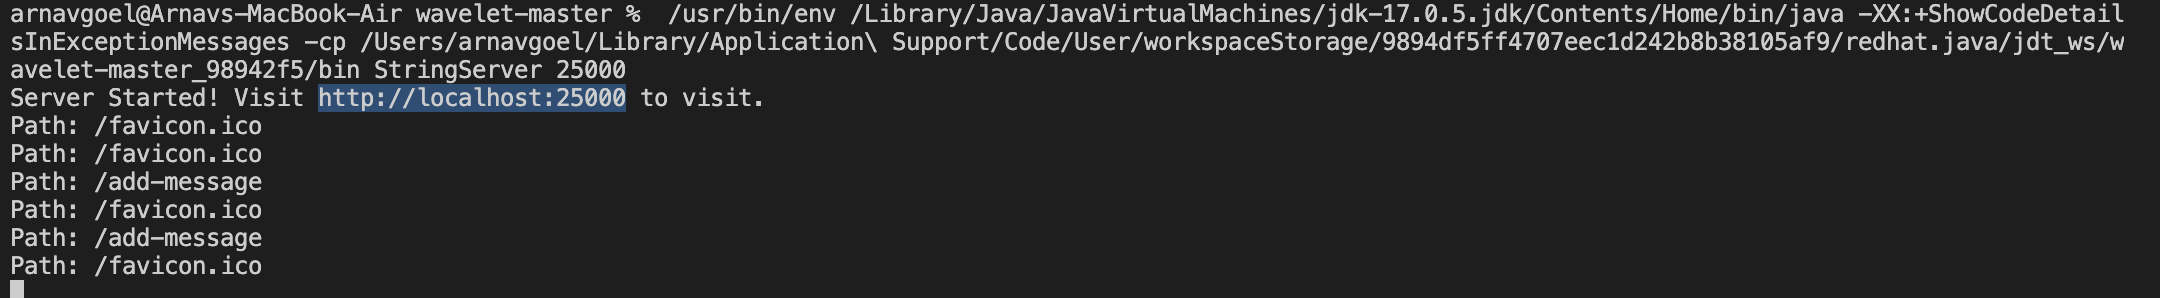 arnavgoel@Arnavs-MacBook-Air wavelet-master %  /usr/bin/env /Library/Java/JavaVirtualMachines/jdk-17.0.5.jdk/Contents/Home/bin/java -XX:+ShowCodeDetail
sInExceptionMessages -cp /Users/arnavgoel/Library/Application\ Support/Code/User/workspaceStorage/9894df5ff4707eec1d242b8b38105af9/redhat.java/jdt_ws/w
avelet-master_98942f5/bin StringServer 25000
Server Started! Visit http://localhost:25000 to visit.
Path: /favicon.ico
Path: /favicon.ico
Path: /add-message
Path: /favicon.ico
Path: /add-message
Path: /favicon.ico